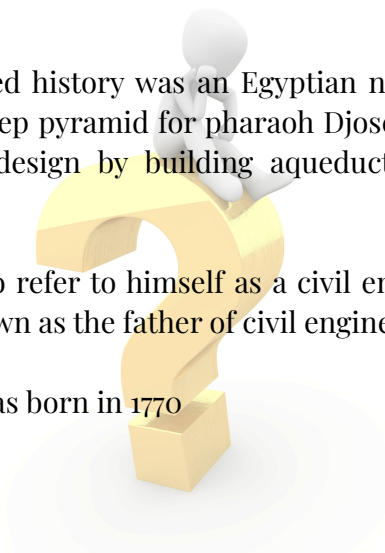 ed history was an Egyptian n
ep pyramid for pharaoh Djos
design by building aqueduct
o refer to himself as a civil en
wn as the father of civil engine
as born in 1770